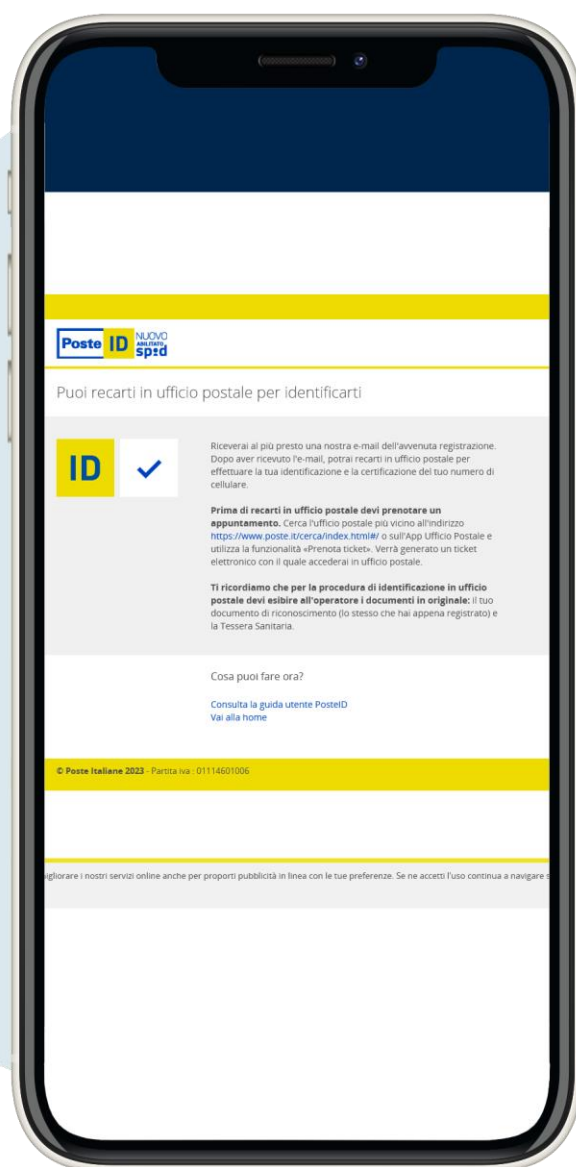 Poste ID NUOVO
ABILITATO
spid
Puoi recarti in ufficio postale per identificarti
ID
Riceverai al più presto una nostra e-mail dell'avvenuta registrazione.
Dopo aver ricevuto l'e-mail, potrai recarti in ufficio postale per
effettuare la tua identificazione e la certificazione del tuo numero di
cellulare.
Prima di recarti in ufficio postale devi prenotare un
appuntamento. Cerca l'ufficio postale più vicino all'indirizzo
https://www.poste.it/cerca/index.html#/ o sull'App Ufficio Postale e
utilizza la funzionalità «Prenota ticket». Verrà generato un ticket
elettronico con il quale accederai in ufficio postale.
Ti ricordiamo che per la procedura di identificazione in ufficio
postale devi esibire all'operatore i documenti in originale: il tuo
documento di riconoscimento (lo stesso che hai appena registrato) e
la Tessera Sanitaria.
Cosa puoi fare ora?
Consulta la guida utente PosteID
Vai alla home
© Poste Italiane 2023 - Partita iva : 01114601006
igliorare i nostri servizi online anche per proporti pubblicità in linea con le tue preferenze. Se ne accetti l'uso continua a navigare s